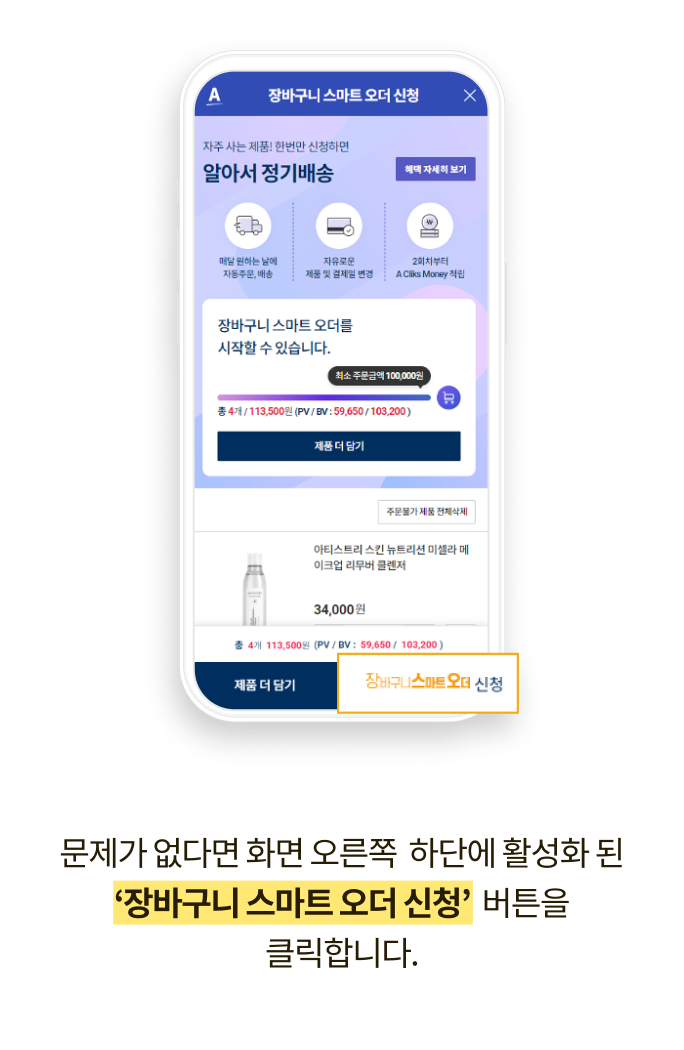 A 장바구니 스마트 오더 신청
자주 사는 제품! 한번만 신청하면
알아서 정기배송
혜택 자세히 보기
매달 원하는 날에
자동주문, 배송
자유로운
제품 및 결제일 변경
2회차부터
A Cliks Money 적립
장바구니 스마트 오더를
시작할 수 있습니다.
최소 주문금액 100,000원
총 4개 / 113,500원 (PV / BV : 59,650 / 103,200 )
제품 더 담기
주문불가 제품 전체삭제
아티스트리 스킨 뉴트리션 미셀라 메
이크업 리무버 클렌저
34,000원
총 4개 113,500원 (PV / BV : 59,650 / 103,200 )
제품 더 담기
장바구니스마트오더 신청
문제가 없다면 화면 오른쪽 하단에 활성화 된
‘장바구니 스마트 오더 신청’ 버튼을
클릭합니다.